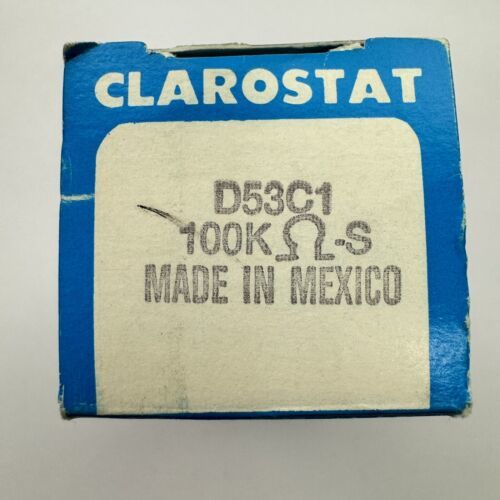 CLAROSTAT
D53C1
100K Ω-S
MADE IN MEXICO